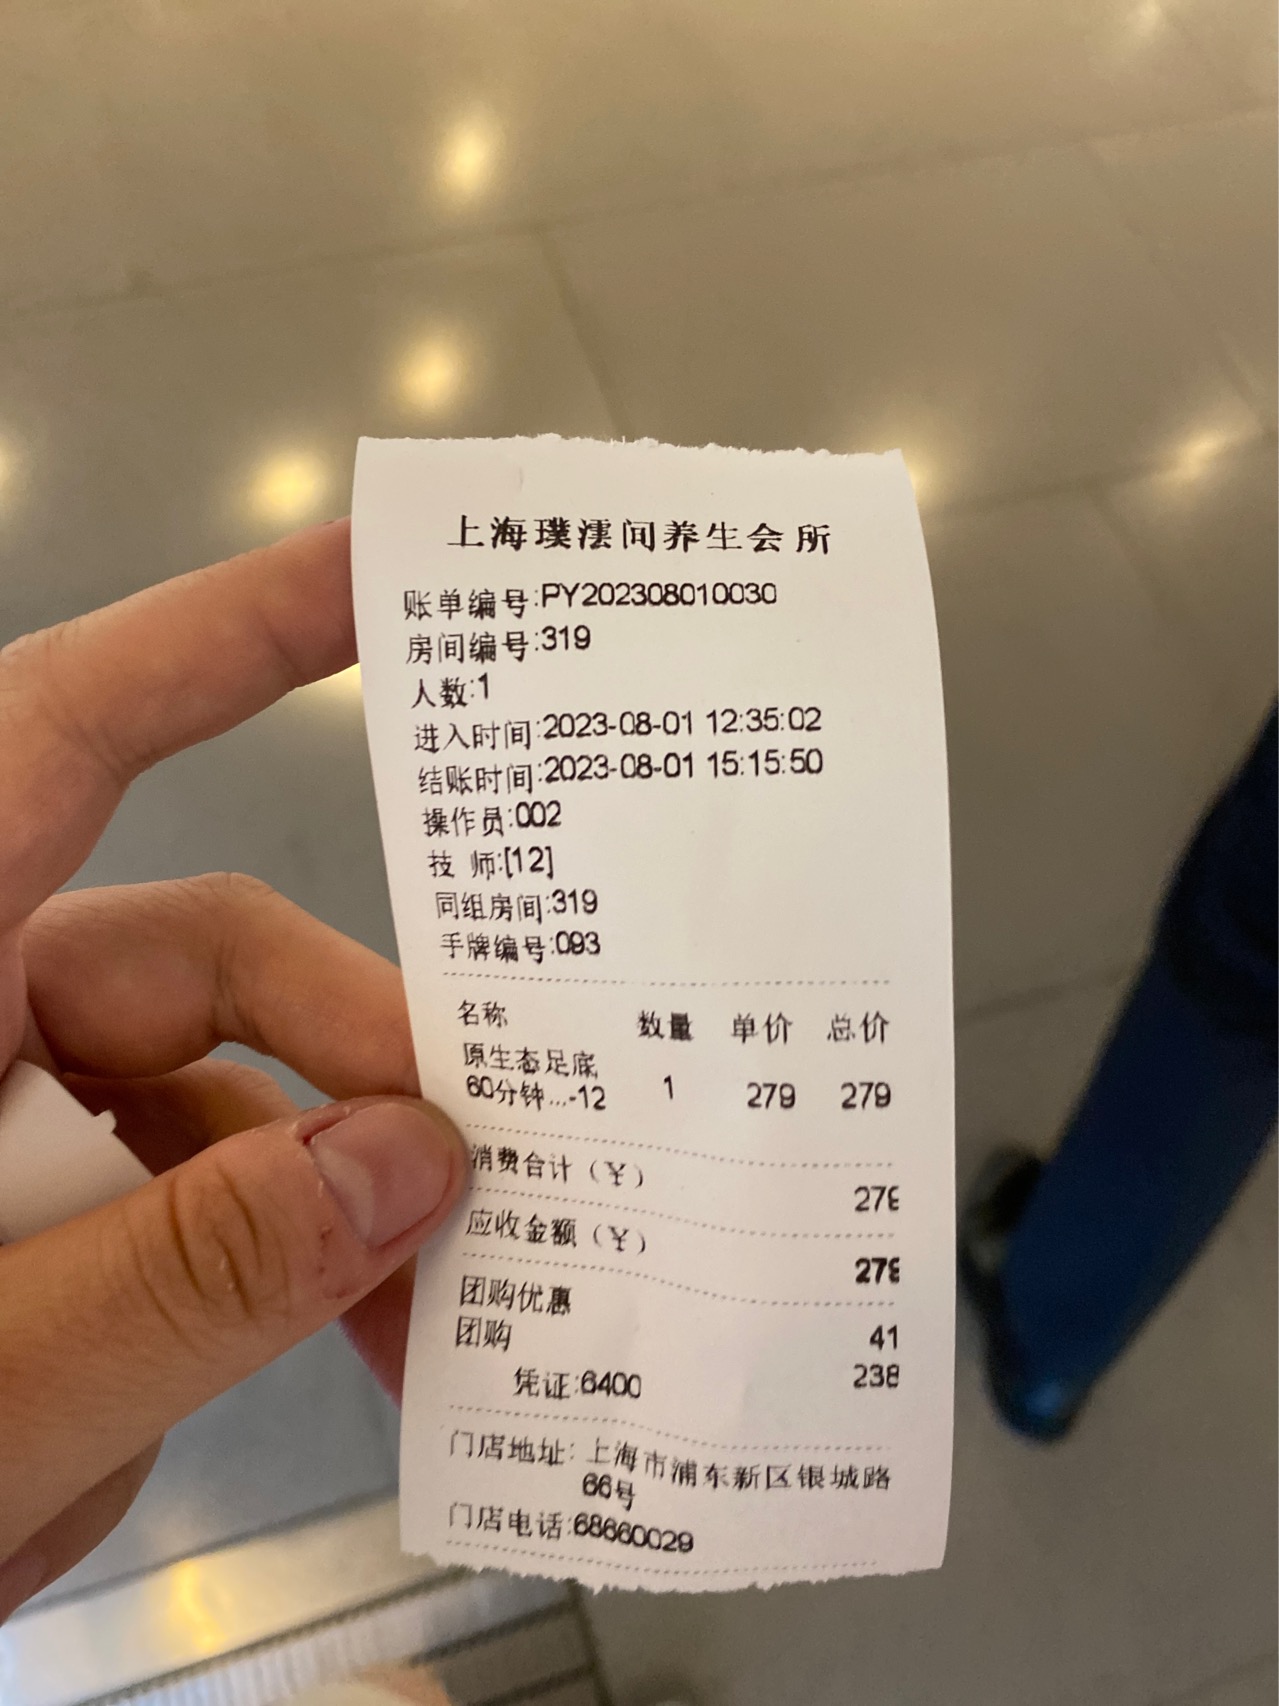 上海璞澐间养生会所
账单编号:PY202308010030
房间编号:319
人数:1
进入时间:2023-08-01 12:35:02
结账时间:2023-08-01 15:15:50
操作员:002
技 师:[12]
同组房间:319
手牌编号:093
名称 数量 单价 总价
原生态足底
60分钟...-12 1 279 279
消费合计（¥） 279
应收金额（¥） 279
团购优惠 41
团购 238
凭证:6400
门店地址: 上海市浦东新区银城路
66号
门店电话:68660029